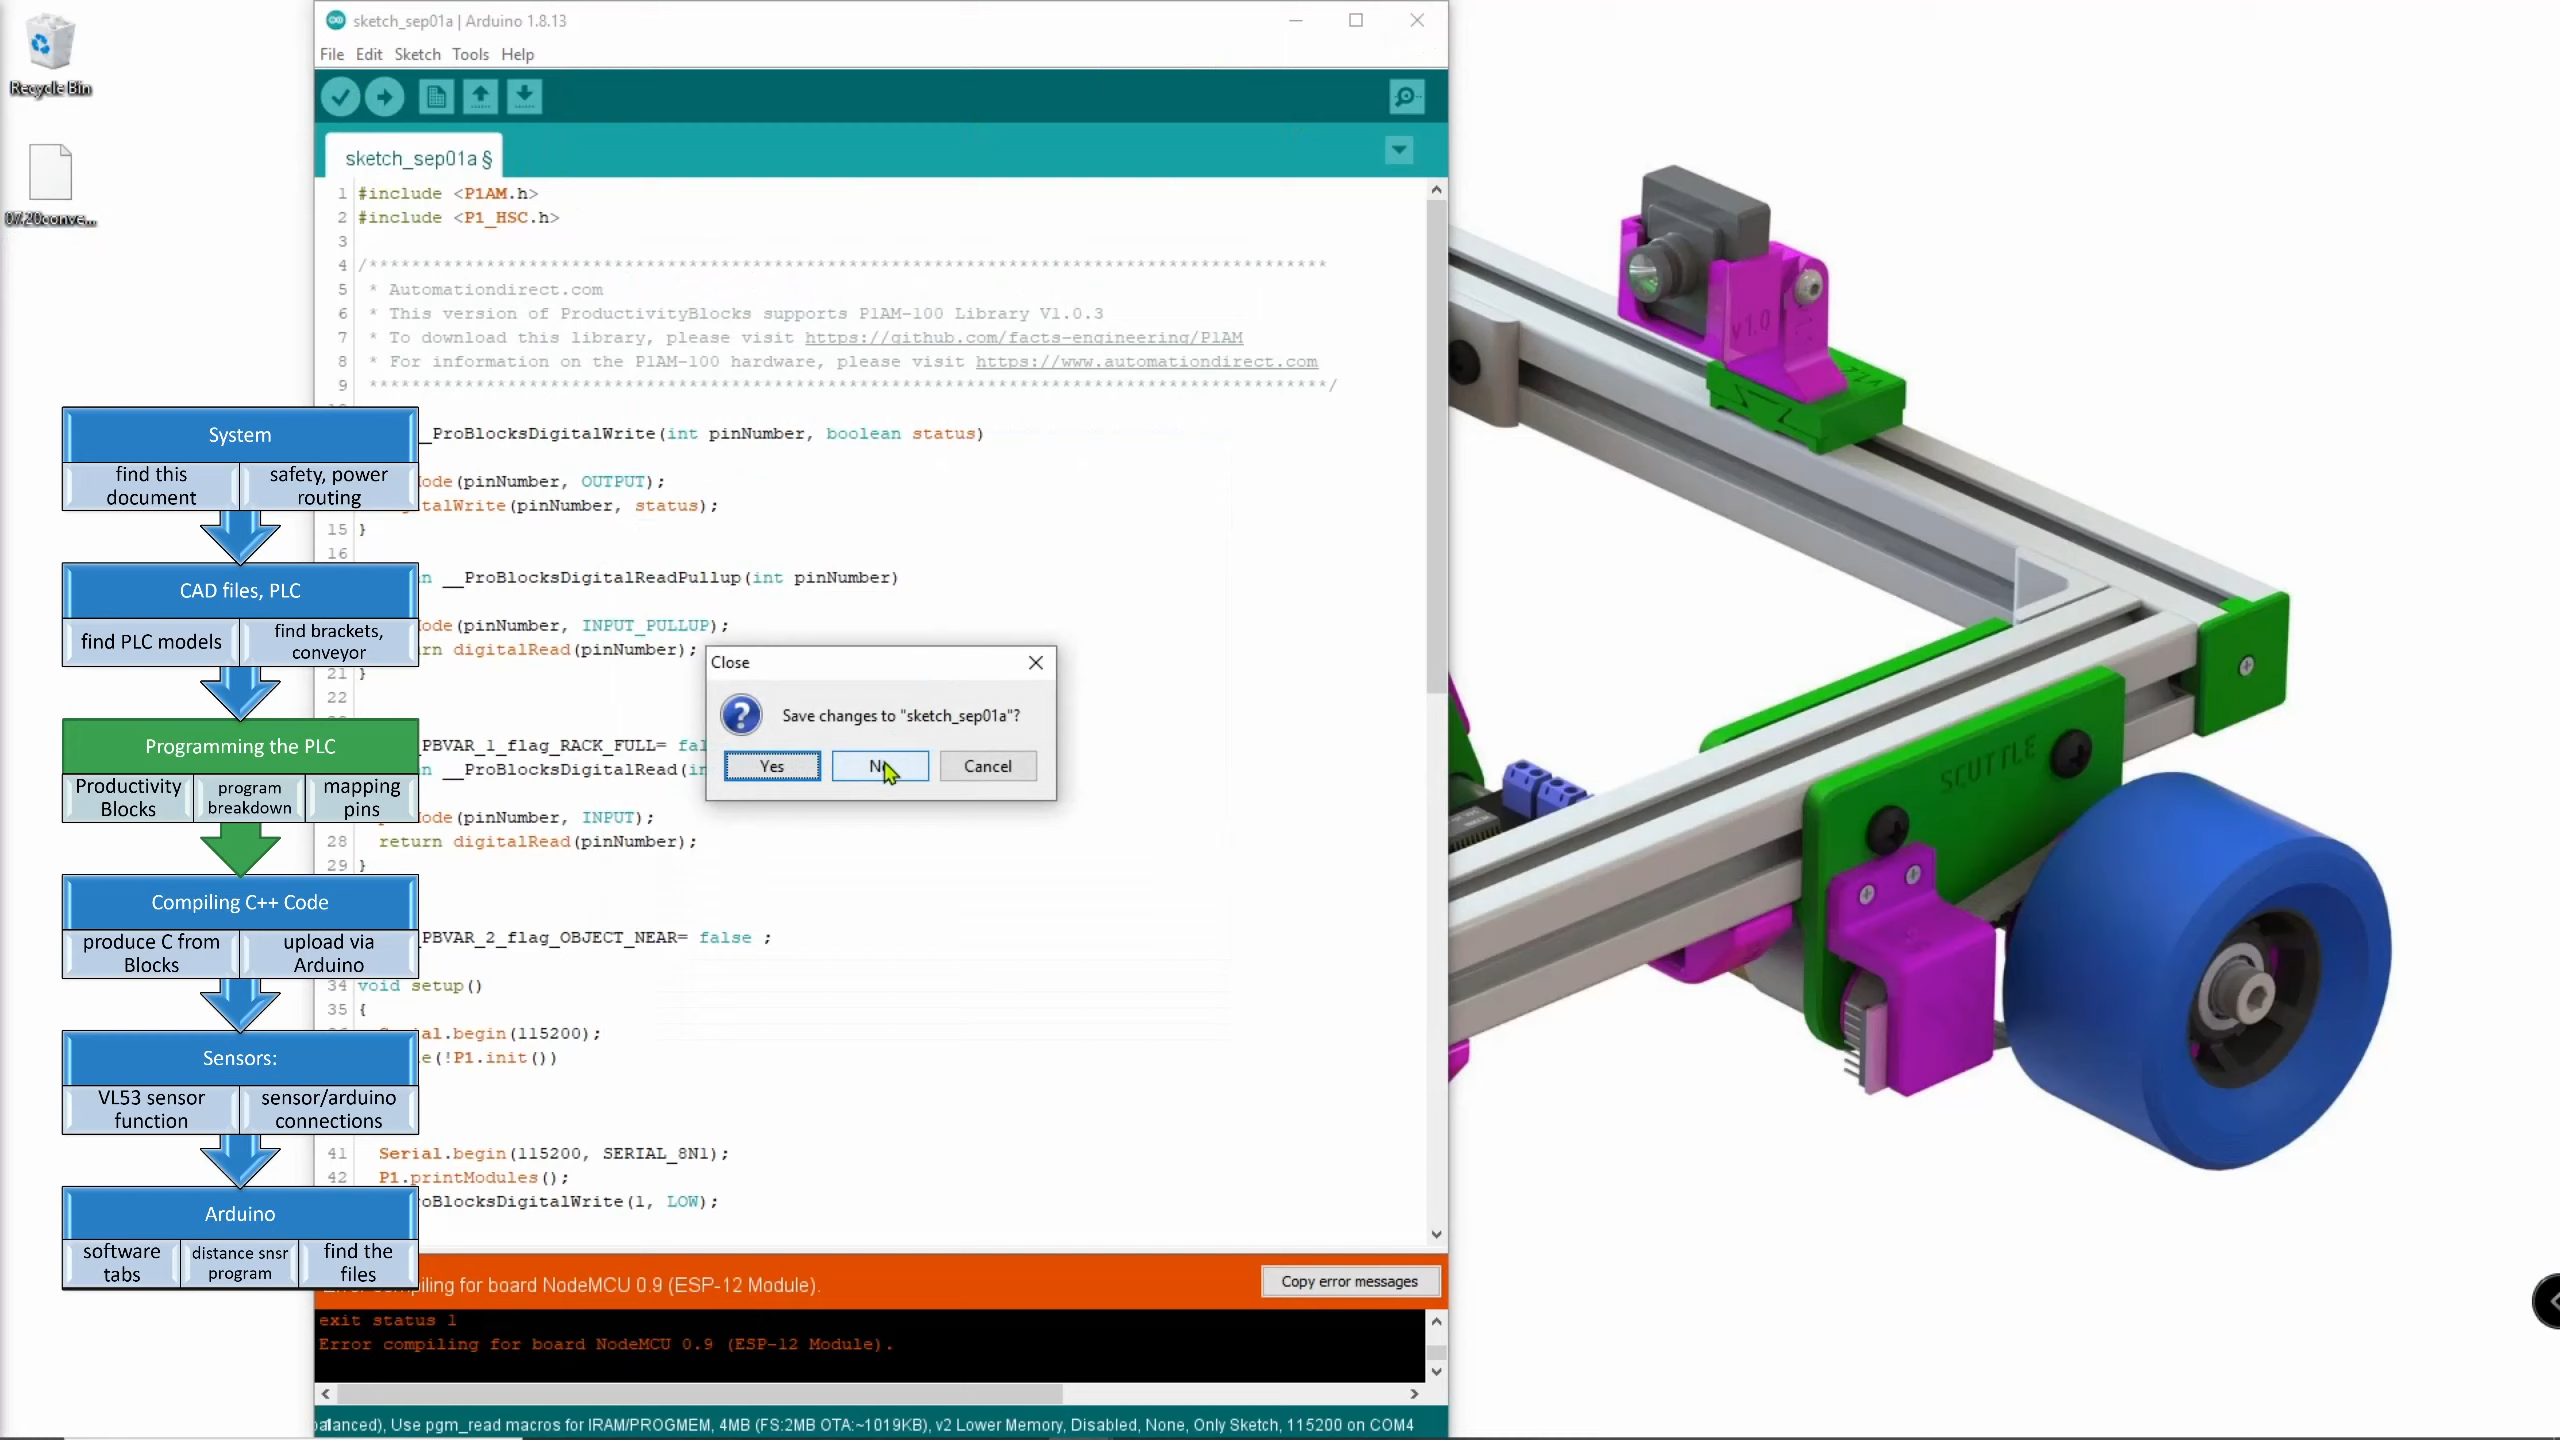 Recycle Bin
07.20conve...
sketch_sep01a | Arduino 1.8.13
File Edit Sketch Tools Help
sketch_sep01a §
1 #include <P1AM.h>
2 #include <P1_HSC.h>
3
4 /******************************************************************************************
5 * Automationdirect.com
6 * This version of ProductivityBlocks supports P1AM-100 Library V1.0.3
7 * To download this library, please visit https://github.com/facts-engineering/P1AM
8 * For information on the P1AM-100 hardware, please visit https://www.automationdirect.com
9 ******************************************************************************************/
_ProBlocksDigitalWrite(int pinNumber, boolean status)
ode(pinNumber, OUTPUT);
talWrite(pinNumber, status);
15 }
16
n __ProBlocksDigitalReadPullup(int pinNumber)
ode(pinNumber, INPUT_PULLUP);
rn digitalRead(pinNumber);
21 }
22
PBVAR_1_flag_RACK_FULL= fal
n __ProBlocksDigitalRead(in
ode(pinNumber, INPUT);
28 return digitalRead(pinNumber);
29 }
PBVAR_2_flag_OBJECT_NEAR= false ;
34 void setup()
35 {
al.begin(115200);
e(!P1.init())
41 Serial.begin(115200, SERIAL_8N1);
42 P1.printModules();
roBlocksDigitalWrite(1, LOW);
Close
Save changes to "sketch_sep01a"?
Yes
Cancel
System
find this document
safety, power routing
CAD files, PLC
find PLC models
find brackets, conveyor
Programming the PLC
Productivity Blocks
program breakdown
mapping pins
Compiling C++ Code
produce C from Blocks
upload via Arduino
Sensors:
VL53 sensor function
sensor/arduino connections
Arduino
software tabs
distance snsr program
find the files
piling for board NodeMCU 0.9 (ESP-12 Module).
Copy error messages
exit status 1
Error compiling for board NodeMCU 0.9 (ESP-12 Module).
alanced), Use pgm_read macros for IRAM/PROGMEM, 4MB (FS:2MB OTA:~1019KB), v2 Lower Memory, Disabled, None, Only Sketch, 115200 on COM4
v1.0
SCUTTLE